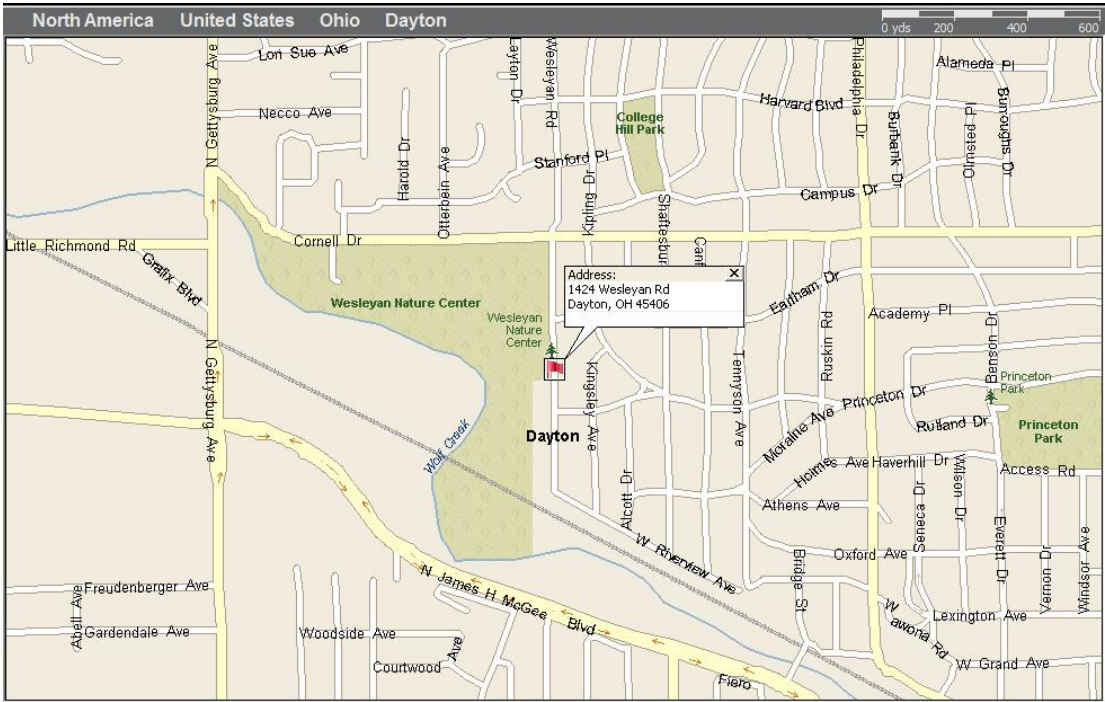 North America United States Ohio Dayton
0 yds 200 400 600
N Gettysburg Ave
Lori Sue Ave
Necco Ave
Harold Dr
Otterbein Ave
Layton Dr
Wesleyan Rd
Stanford Pl
College
Hill Park
Kipling Dr
Harvard Blvd
Philadelphia Dr
Alameda Pl
Burbank Dr
Olmsted Pl
Burroughs Dr
Campus Dr
Little Richmond Rd
Grafix Blvd
Cornell Dr
Wesleyan Nature Center
Wesleyan
Nature
Center
Address:
1424 Wesleyan Rd
Dayton, OH 45406
Shaftesbur
Canf
Earlham Dr
Academy Pl
Ruskin Rd
Benson Dr
Tennyson Ave
N Gettysburg Ave
Kingsley Ave
Princeton Dr
Princeton
Park
Princeton
Park
Rutland Dr
Moraine Ave
Dayton
Wolf Creek
Holmes Ave
Haverhill Dr
Wilson Dr
Access Rd
Alcott Dr
Athens Ave
Seneca Dr
Everett Dr
Oxford Ave
W Riverview Ave
Bridge St
Vernon Dr
Windsor Ave
N James H McGee Blvd
Freudenberger Ave
Abell Ave
Gardendale Ave
Woodside Ave
Courtwood Ave
Lexington Ave
W Grand Ave
Fiero